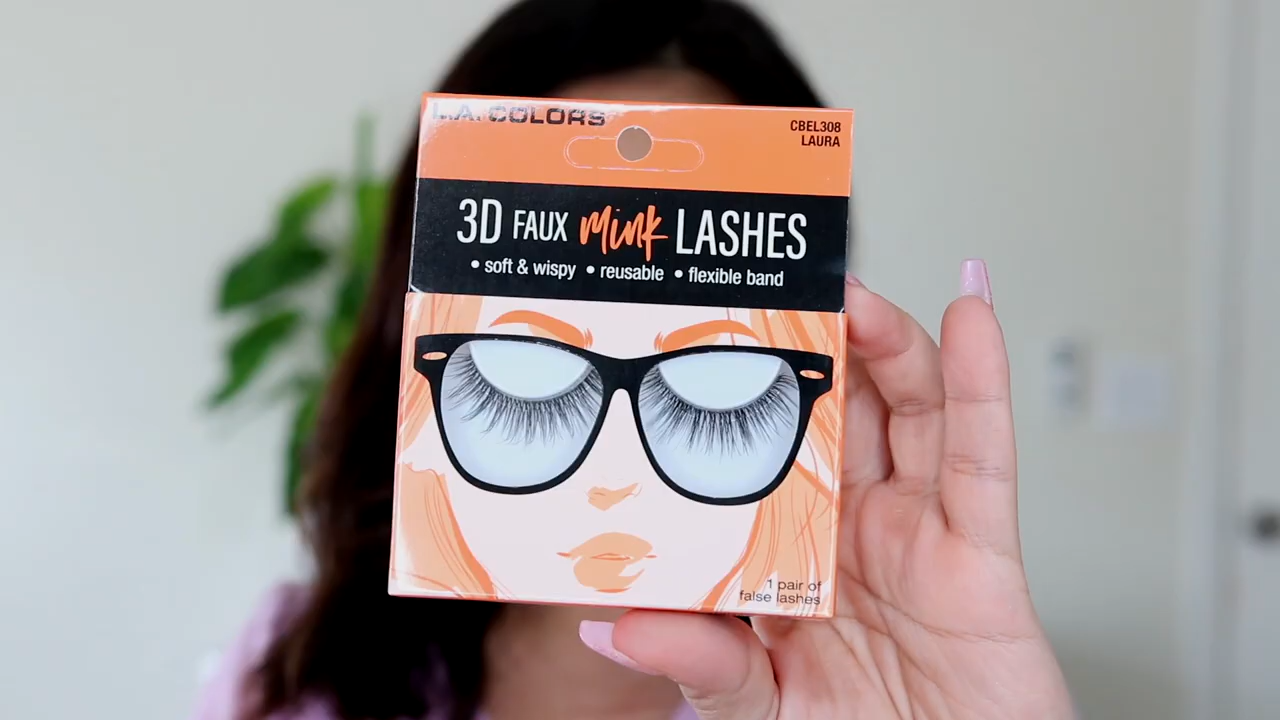 L.A. COLORS
CBEL308
LAURA
3D FAUX mink LASHES
• soft & wispy • reusable • flexible band
1 pair of
false lashes